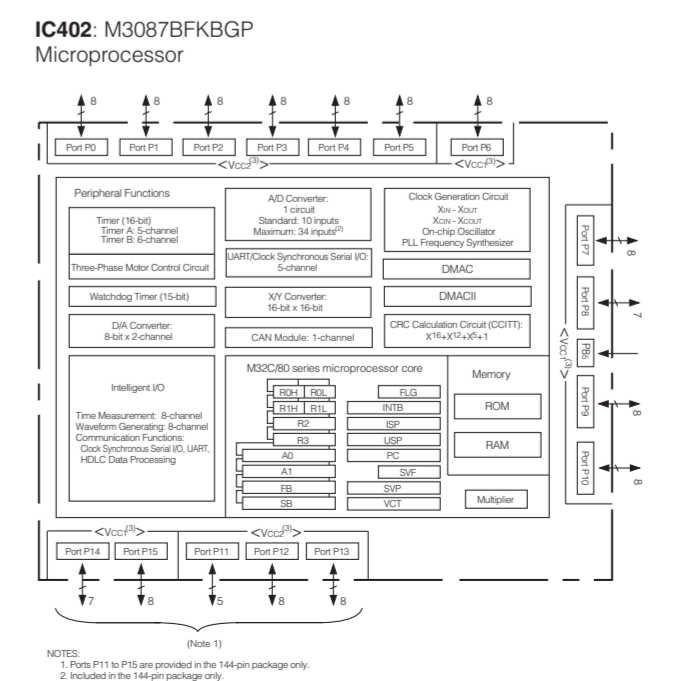 IC402: M3087BFKBGP
Microprocessor
8 8 8 8 8 8 8
Port P0 Port P1 Port P2 Port P3 Port P4 Port P5 Port P6
<VCC2(3)> <VCC1(3)>
Peripheral Functions
Timer (16-bit)
Timer A: 5-channel
Timer B: 6-channel
Three-Phase Motor Control Circuit
Watchdog Timer (15-bit)
D/A Converter:
8-bit x 2-channel
Intelligent I/O
Time Measurement: 8-channel
Waveform Generating: 8-channel
Communication Functions:
Clock Synchronous Serial I/O, UART,
HDLC Data Processing
A/D Converter:
1 circuit
Standard: 10 inputs
Maximum: 34 inputs(2)
UART/Clock Synchronous Serial I/O:
5-channel
X/Y Converter:
16-bit x 16-bit
CAN Module: 1-channel
Clock Generation Circuit
XIN - XOUT
XCIN - XCOUT
On-chip Oscillator
PLL Frequency Synthesizer
DMAC
DMACII
CRC Calculation Circuit (CCITT):
X16+X12+X5+1
M32C/80 series microprocessor core
R0H R0L
R1H R1L
R2
R3
A0
A1
FB
SB
FLG
INTB
ISP
USP
PC
SVF
SVP
VCT
Memory
ROM
RAM
Multiplier
<VCC1(3)>
Port P7
8
Port P8
7
P85
Port P9
8
Port P10
8
<VCC1(3)> <VCC2(3)>
Port P14 Port P15 Port P11 Port P12 Port P13
7 8 5 8 8
(Note 1)
NOTES:
1. Ports P11 to P15 are provided in the 144-pin package only.
2. Included in the 144-pin package only.